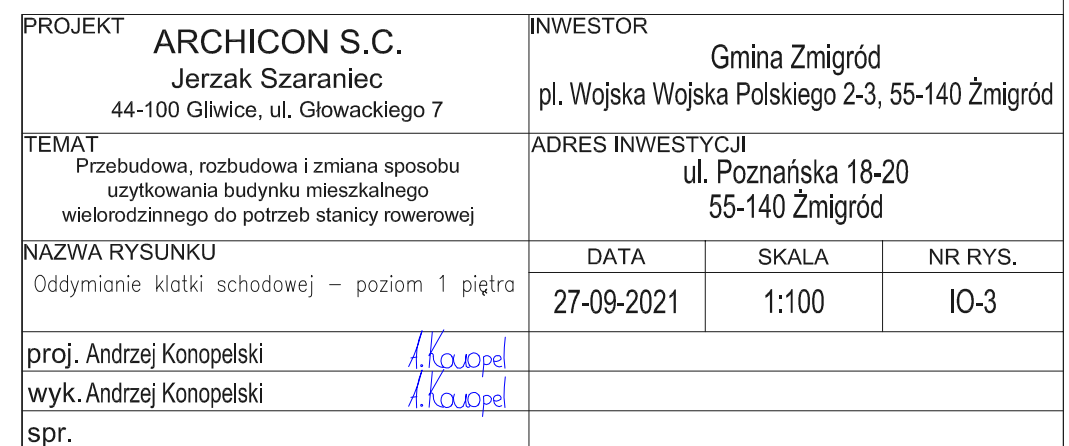 PROJEKT
ARCHICON S.C.
Jerzak Szaraniec
44-100 Gliwice, ul. Głowackiego 7
INWESTOR
Gmina Zmigród
pl. Wojska Wojska Polskiego 2-3, 55-140 Żmigród
TEMAT
Przebudowa, rozbudowa i zmiana sposobu
uzytkowania budynku mieszkalnego
wielorodzinnego do potrzeb stanicy rowerowej
ADRES INWESTYCJI
ul. Poznańska 18-20
55-140 Żmigród
NAZWA RYSUNKU
Oddymianie klatki schodowej – poziom 1 piętra
DATA SKALA NR RYS.
27-09-2021 1:100 IO-3
proj. Andrzej Konopelski A.Konopel
wyk. Andrzej Konopelski A.Konopel
spr.